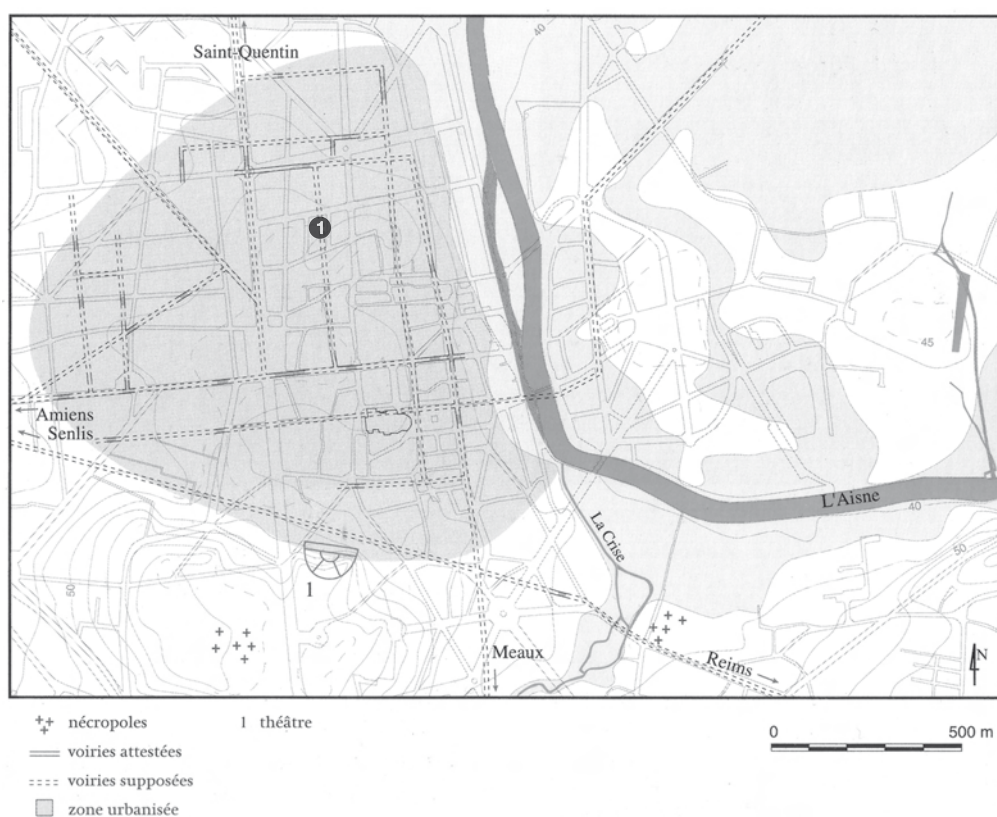 Saint-Quentin
40
1
45
Amiens
Senlis
L'Aisne
40
La Crise
50
50
1
Meaux
Reims
N
nécropoles
1 théâtre
voiries attestées
voiries supposées
zone urbanisée
0 500 m